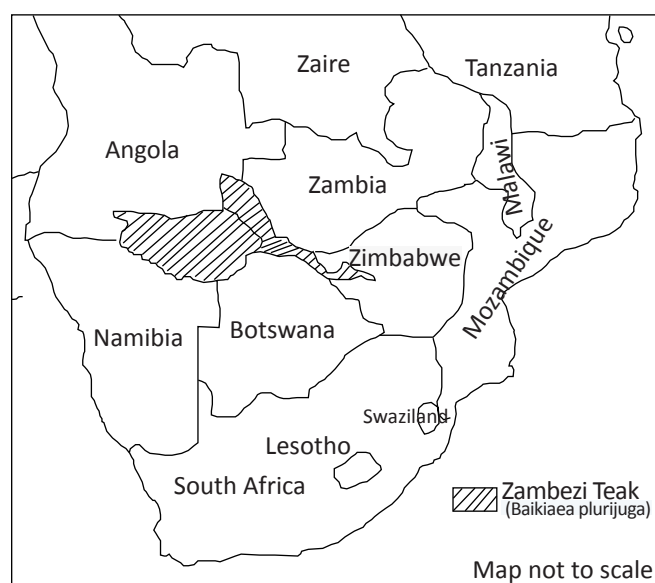 Zaire
Tanzania
Angola
Malawi
Zambia
Zimbabwe
Mozambique
Botswana
Namibia
Swaziland
Lesotho
South Africa
Zambezi Teak
(Baikiaea plurijuga)
Map not to scale